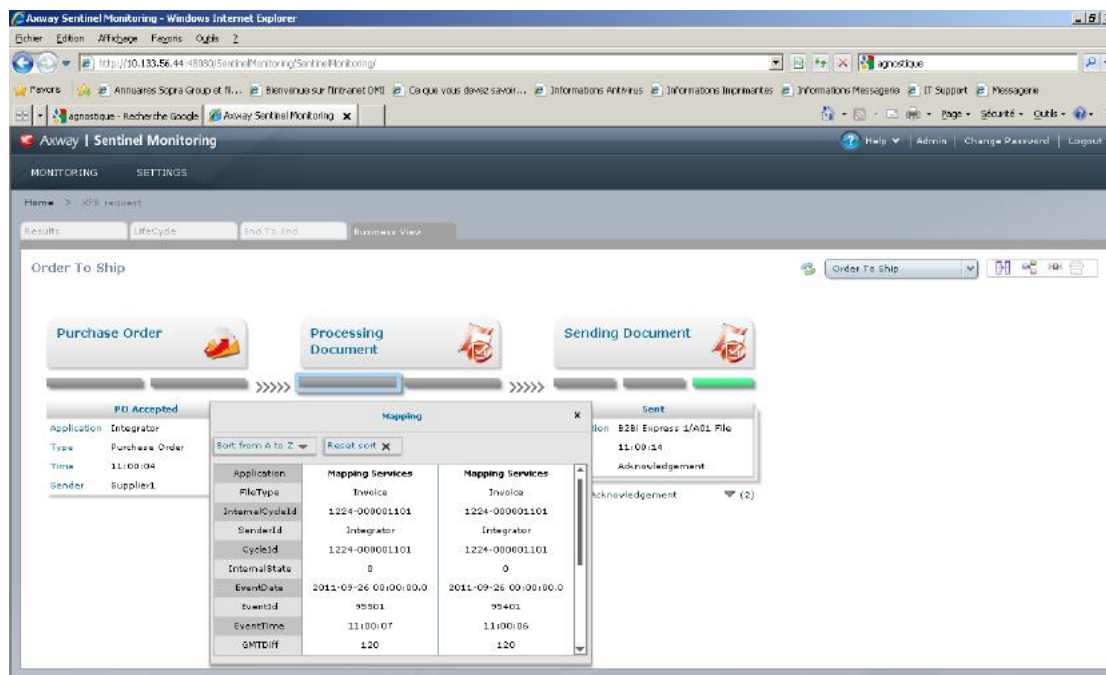 Axway Sentinel Monitoring - Windows Internet Explorer
Fichier Edition Affichage Favoris Outils ?
http://10.133.56.44:48080/SentinelMonitoring/SentinelMonitoring/ agnostique
Favoris Annuaires Sopra Group et fi... Bienvenue sur l'intranet DMI Ce que vous devez savoir... Informations Antivirus Informations Imprimantes Informations Messagerie IT Support Messagerie
agnostique - Recherche Google Axway Sentinel Monitoring Page Sécurité Outils
Axway | Sentinel Monitoring Help Admin | Change Password | Logout
MONITORING SETTINGS
Home > XFB request
Results LifeCycle End To End Business View
Order To Ship Order To Ship
Purchase Order Processing Document Sending Document
PO Accepted
Application Integrator
Type Purchase Order
Time 11:00:04
Sender Supplier1
Mapping x
Sort from A to Z Reset sort X
Application Mapping Services Mapping Services
FileType Invoice Invoice
InternalCycleId 1224-000001101 1224-000001101
SenderId Integrator Integrator
CycleId 1224-000001101 1224-000001101
InternalState 0 0
EventDate 2011-09-26 00:00:00.0 2011-09-26 00:00:00.0
EventId 95501 95401
EventTime 11:00:07 11:00:06
GMTDiff 120 120
Sent
tion B2Bi Express 1/A01 File
11:00:14
Acknowledgement
Acknowledgement (2)